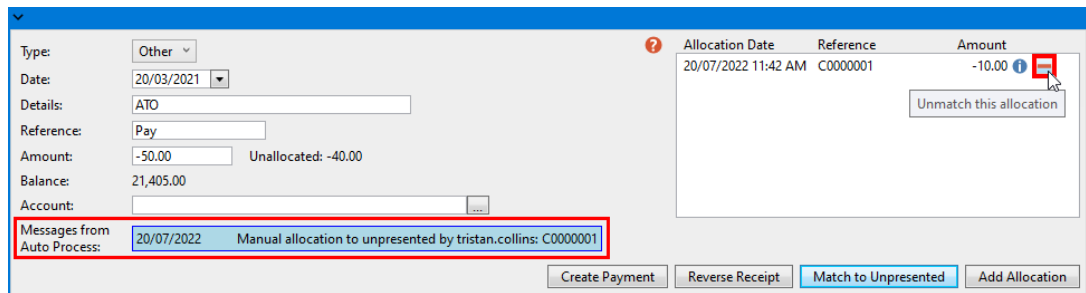 Type: Other
Date: 20/03/2021
Details: ATO
Reference: Pay
Amount: -50.00 Unallocated: -40.00
Balance: 21,405.00
Account: ...
Messages from
Auto Process: 20/07/2022 Manual allocation to unpresented by tristan.collins: C0000001
?
Allocation Date Reference Amount
20/07/2022 11:42 AM C0000001 -10.00 i
Unmatch this allocation
Create Payment Reverse Receipt Match to Unpresented Add Allocation